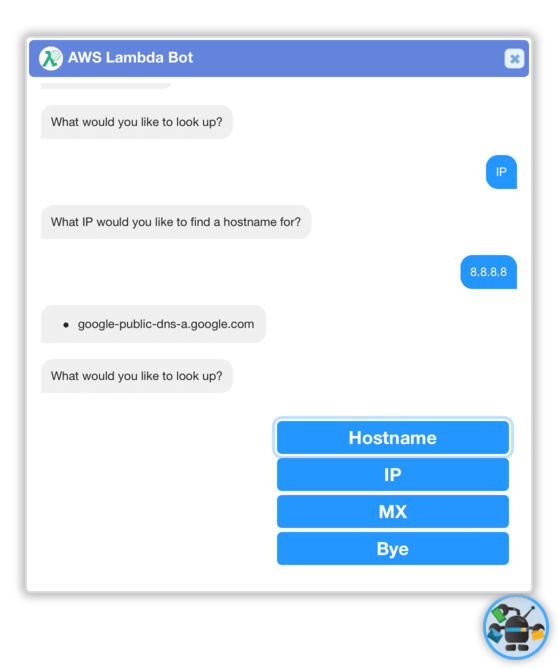 AWS Lambda Bot
What would you like to look up?
IP
What IP would you like to find a hostname for?
8.8.8.8
google-public-dns-a.google.com
What would you like to look up?
Hostname
IP
MX
Bye